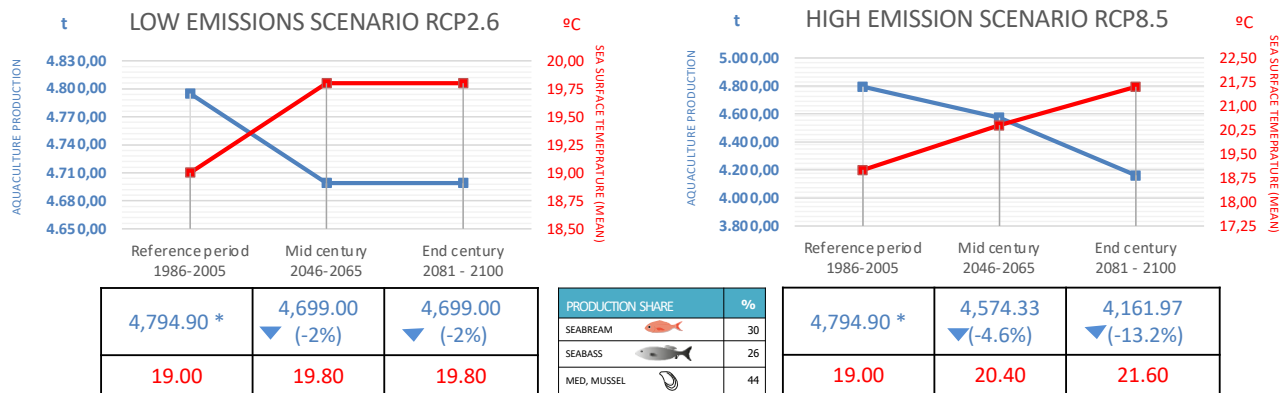 t
LOW EMISSIONS SCENARIO RCP2.6
ºC
AQUACULTURE PRODUCTION
4.830,00
4.800,00
4.770,00
4.740,00
4.710,00
4.680,00
4.650,00
20,00
19,75
19,50
19,25
19,00
18,75
18,50
SEA SURFACE TEMEPRATURE (MEAN)
Reference period
1986-2005
Mid century
2046-2065
End century
2081 - 2100
4,794.90 *
4,699.00
(-2%)
4,699.00
(-2%)
19.00
19.80
19.80
PRODUCTION SHARE
%
SEABREAM
30
SEABASS
26
MED, MUSSEL
44
t
HIGH EMISSION SCENARIO RCP8.5
ºC
AQUACULTURE PRODUCTION
5.000,00
4.800,00
4.600,00
4.400,00
4.200,00
4.000,00
3.800,00
22,50
21,75
21,00
20,25
19,50
18,75
18,00
17,25
SEA SURFACE TEMEPRATURE (MEAN)
Reference period
1986-2005
Mid century
2046-2065
End century
2081 - 2100
4,794.90 *
4,574.33
(-4.6%)
4,161.97
(-13.2%)
19.00
20.40
21.60